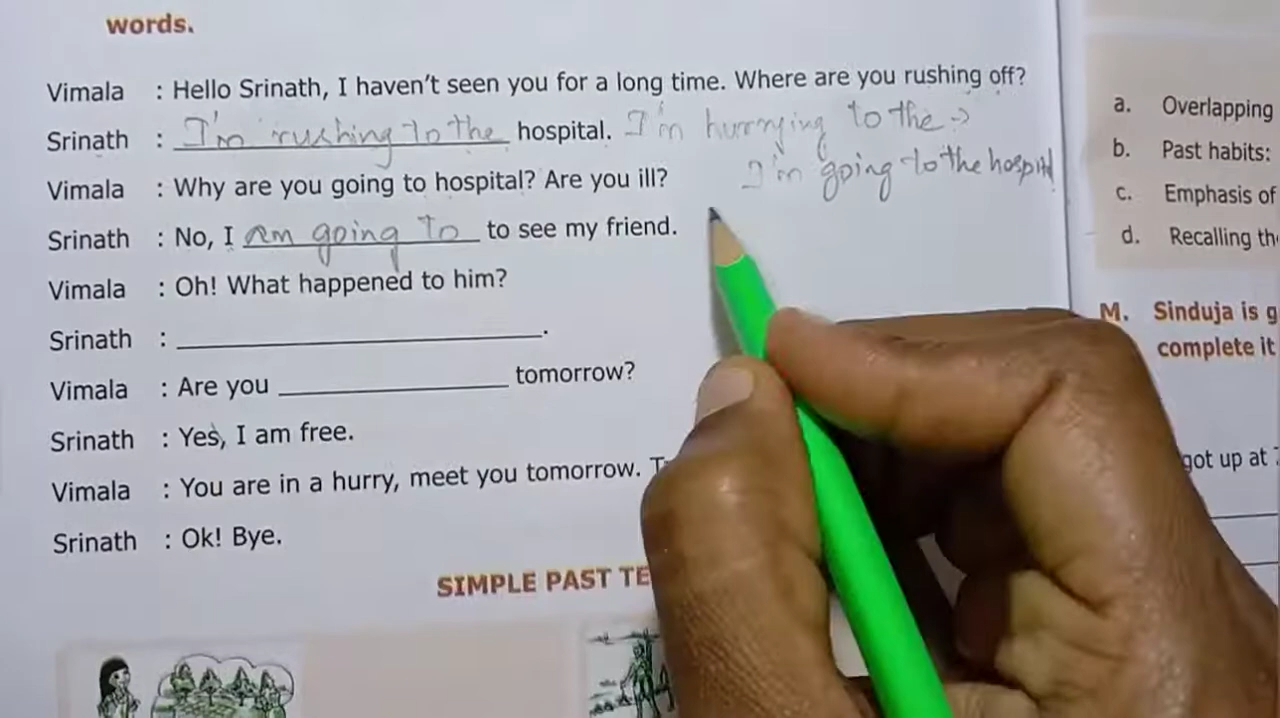 words.
Vimala : Hello Srinath, I haven't seen you for a long time. Where are you rushing off?
Srinath : I'm rushing to the hospital. I'm hurrying to the
I'm going to the hospital
Vimala : Why are you going to hospital? Are you ill?
Srinath : No, I am going to to see my friend.
Vimala : Oh! What happened to him?
Srinath : .
Vimala : Are you tomorrow?
Srinath : Yes, I am free.
Vimala : You are in a hurry, meet you tomorrow.
Srinath : Ok! Bye.
SIMPLE PAST TE
a. Overlapping
b. Past habits:
c. Emphasis of
d. Recalling th
M. Sinduja is g
complete it
got up at